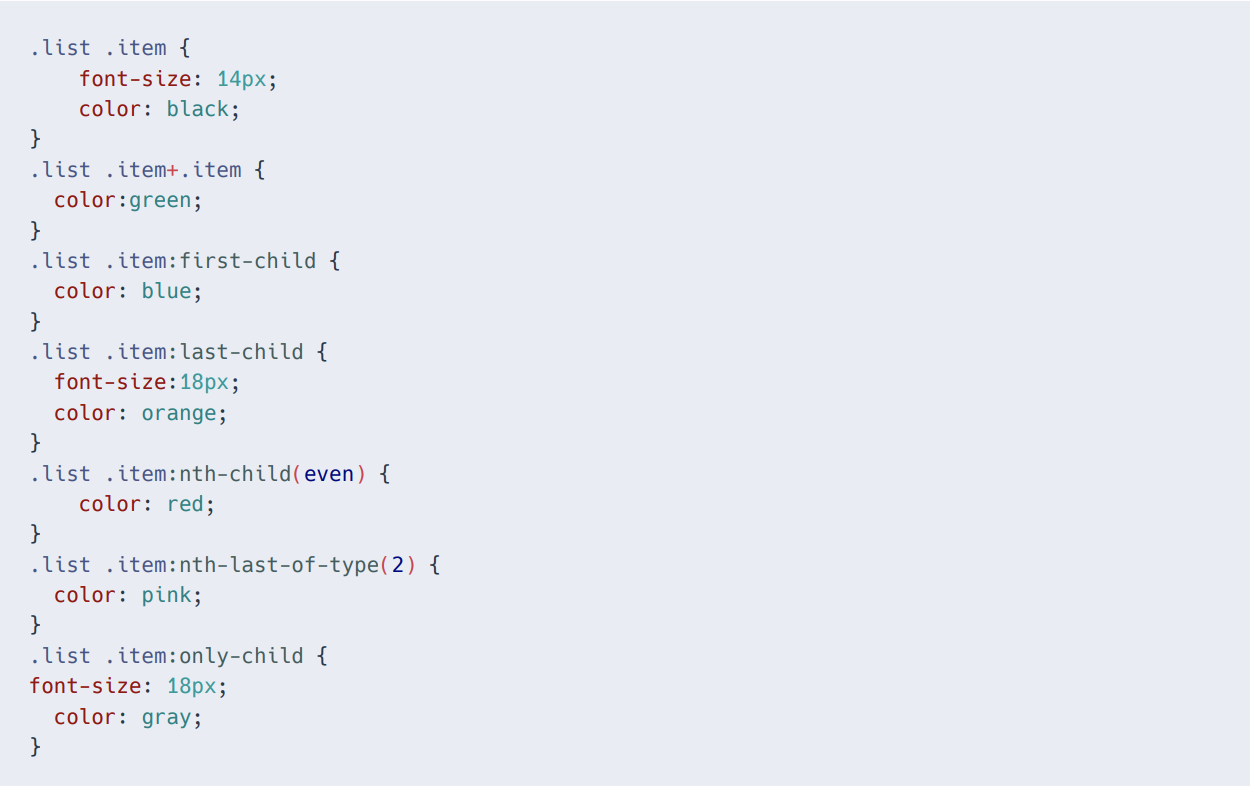 .list .item {
    font-size: 14px;
    color: black;
}
.list .item+.item {
  color:green;
}
.list .item:first-child {
  color: blue;
}
.list .item:last-child {
  font-size:18px;
  color: orange;
}
.list .item:nth-child(even) {
    color: red;
}
.list .item:nth-last-of-type(2) {
  color: pink;
}
.list .item:only-child {
font-size: 18px;
  color: gray;
}